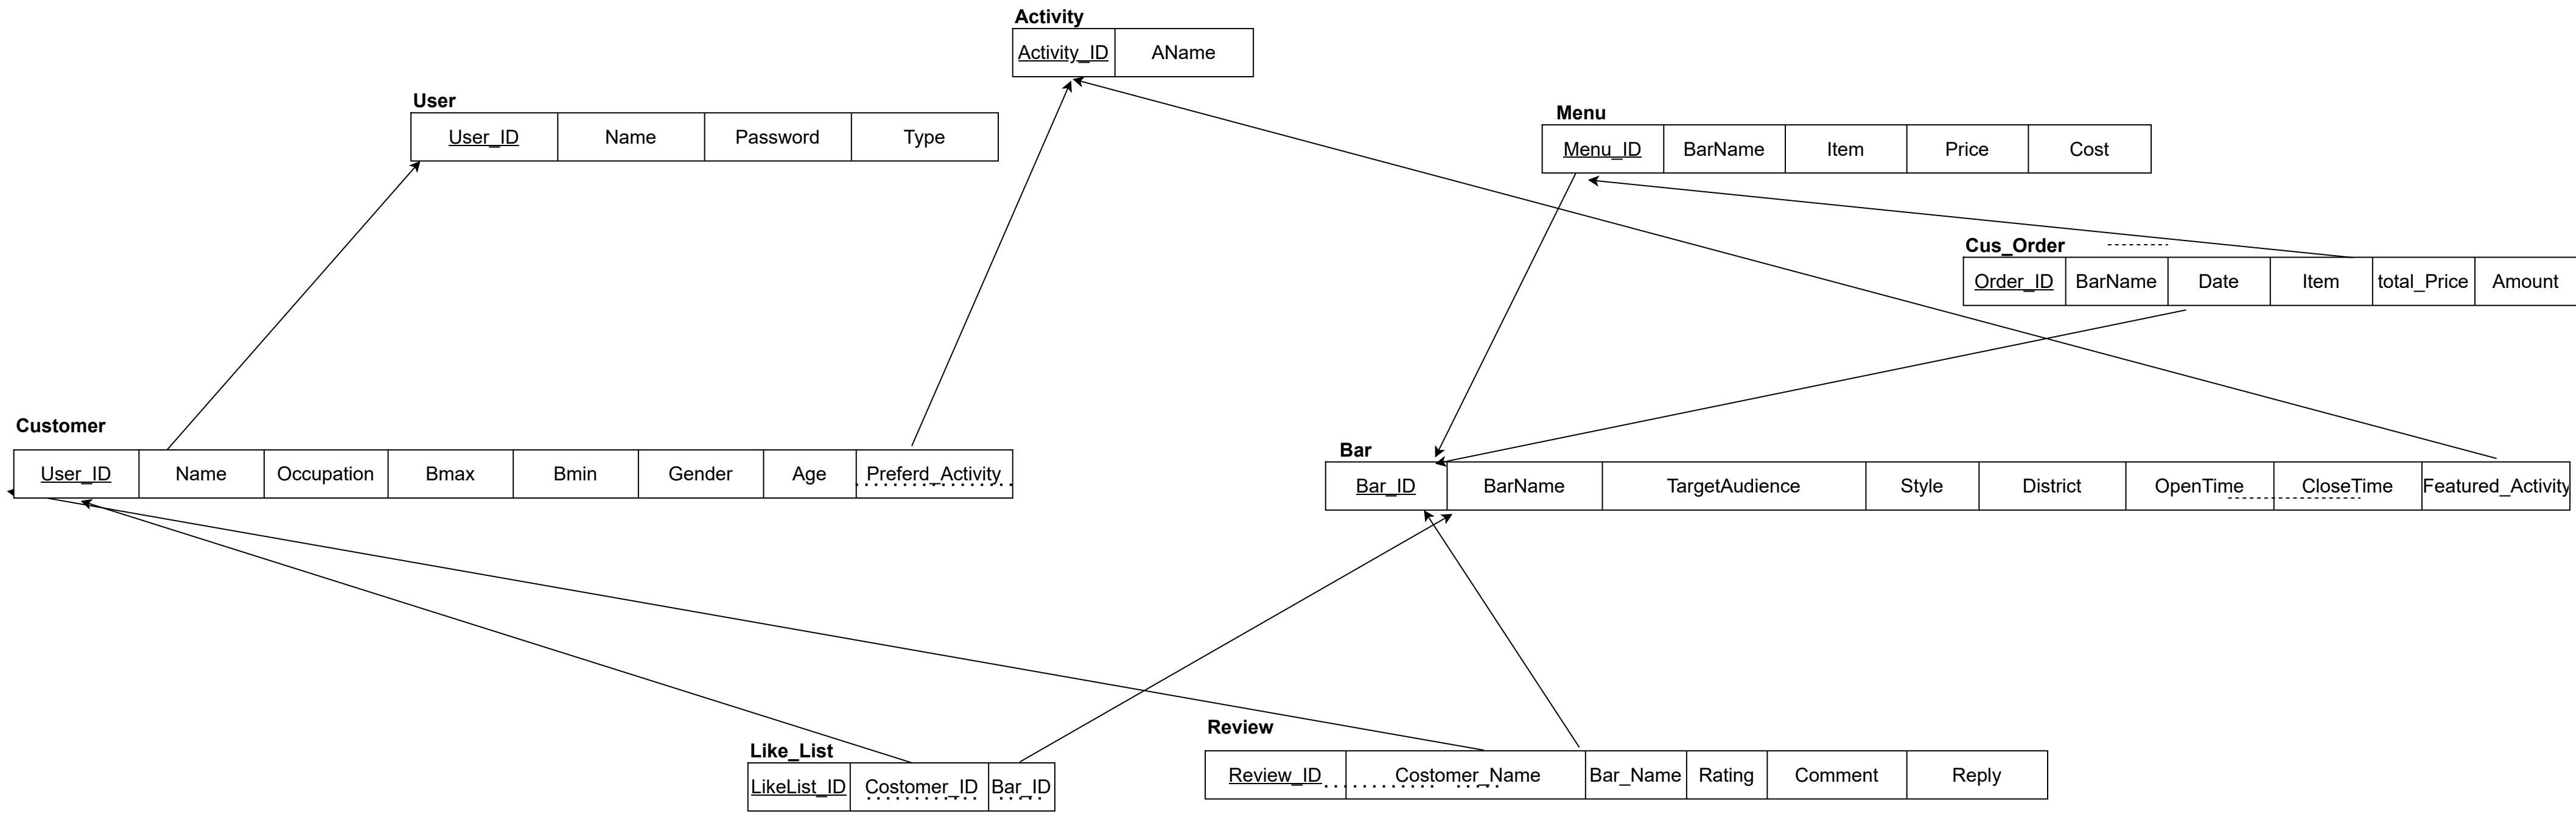 Activity
Activity_ID AName
User
User_ID Name Password Type
Menu
Menu_ID BarName Item Price Cost
Cus_Order
Order_ID BarName Date Item total_Price Amount
Customer
User_ID Name Occupation Bmax Bmin Gender Age Preferd_Activity
Bar
Bar_ID BarName TargetAudience Style District OpenTime CloseTime Featured_Activity
Like_List
LikeList_ID Costomer_ID Bar_ID
Review
Review_ID Costomer_Name Bar_Name Rating Comment Reply